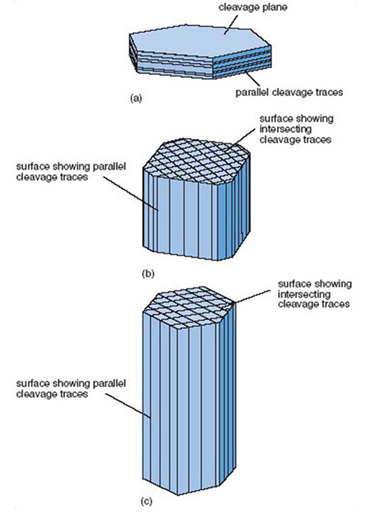 cleavage plane
parallel cleavage traces
(a)
surface showing
intersecting
cleavage traces
surface showing parallel
cleavage traces
(b)
surface showing
intersecting
cleavage traces
surface showing parallel
cleavage traces
(c)